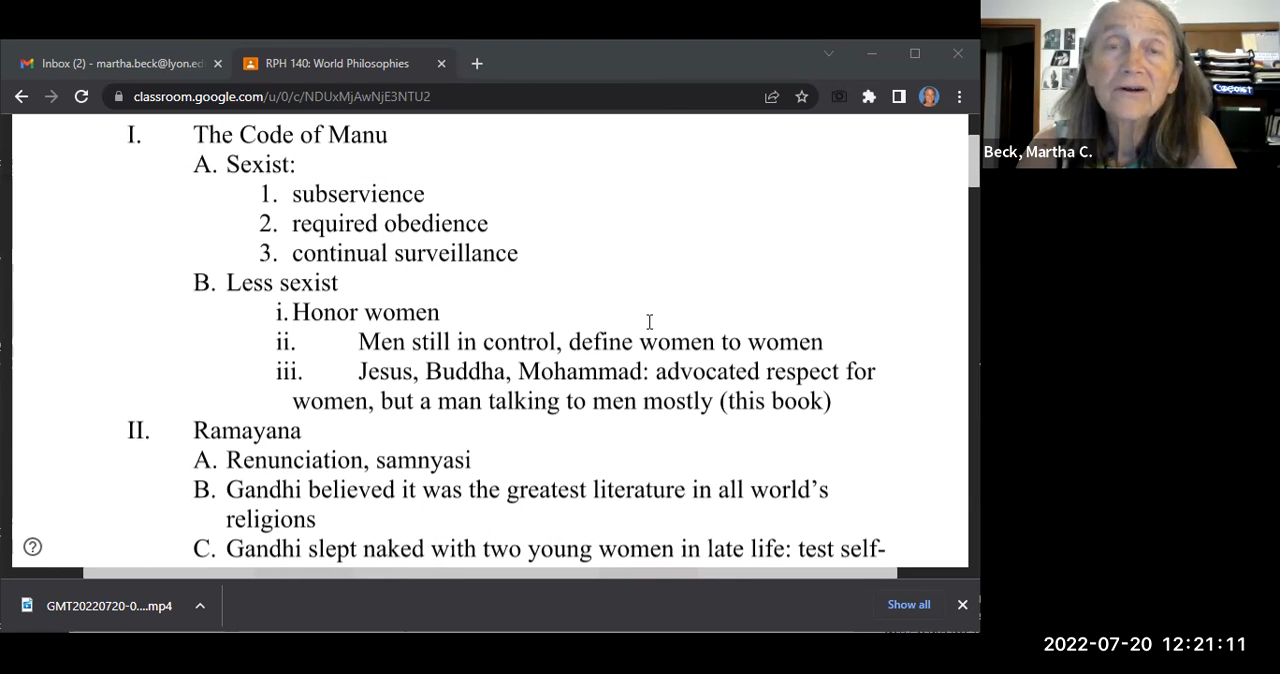 Inbox (2) - martha.beck@lyon.ed
RPH 140: World Philosophies
classroom.google.com/u/0/c/NDUxMjAwNjE3NTU2
I. The Code of Manu
A. Sexist:
1. subservience
2. required obedience
3. continual surveillance
B. Less sexist
i. Honor women
ii. Men still in control, define women to women
iii. Jesus, Buddha, Mohammad: advocated respect for
women, but a man talking to men mostly (this book)
II. Ramayana
A. Renunciation, samnyasi
B. Gandhi believed it was the greatest literature in all world’s
religions
C. Gandhi slept naked with two young women in late life: test self-
GMT20220720-0....mp4
Show all
Coexist
Beck, Martha C.
2022-07-20 12:21:11